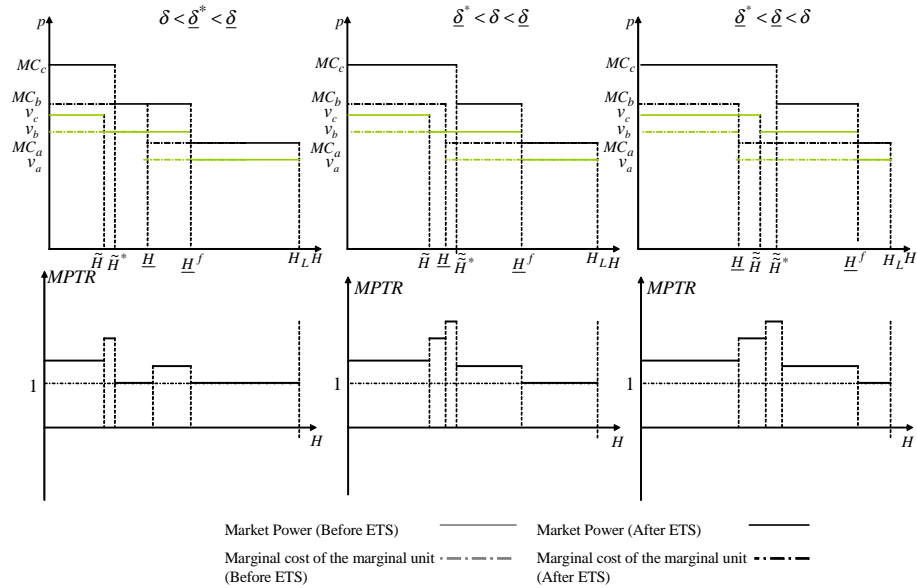 δ < δ̲* < δ̲
δ̲* < δ < δ̲
δ̲* < δ̲ < δ
p
MC_c
MC_b
v_c
v_b
MC_a
v_a
H̃ H̃* H̲ H̲^f H_L H
p
MC_c
MC_b
v_c
v_b
MC_a
v_a
H̃ H̲ H̃* H̲^f H_L H
p
MC_c
MC_b
v_c
v_b
MC_a
v_a
H̲ H̃ H̃* H̲^f H_L H
MPTR
1
H
MPTR
1
H
MPTR
1
H
Market Power (Before ETS)
Market Power (After ETS)
Marginal cost of the marginal unit
(Before ETS)
Marginal cost of the marginal unit
(After ETS)